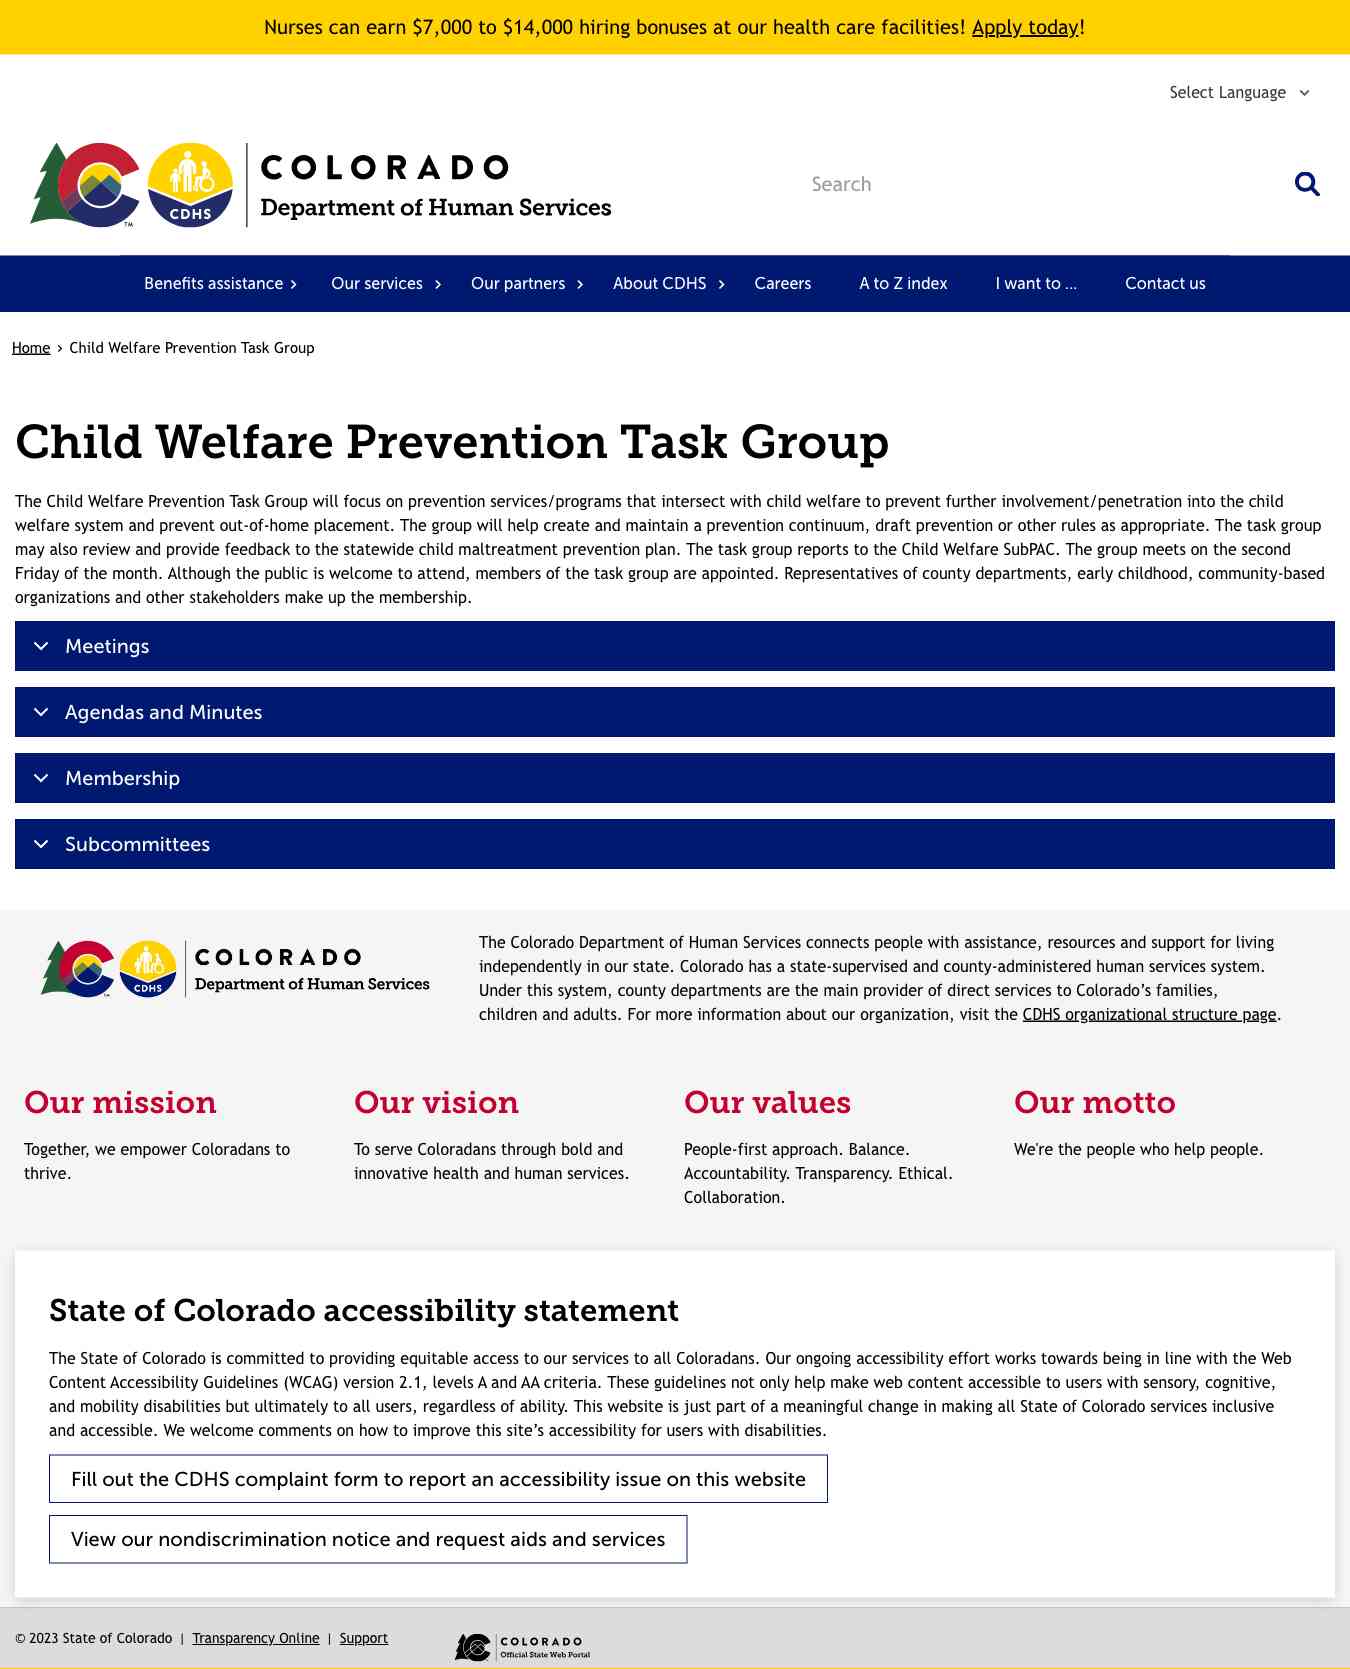 Nurses can earn $7,000 to $14,000 hiring bonuses at our health care facilities! Apply today!
Select Language
CDHS
TM
COLORADO
Department of Human Services
Search
Benefits assistance
Our services
Our partners
About CDHS
Careers
A to Z index
I want to ...
Contact us
Home › Child Welfare Prevention Task Group
Child Welfare Prevention Task Group
The Child Welfare Prevention Task Group will focus on prevention services/programs that intersect with child welfare to prevent further involvement/penetration into the child
welfare system and prevent out-of-home placement. The group will help create and maintain a prevention continuum, draft prevention or other rules as appropriate. The task group
may also review and provide feedback to the statewide child maltreatment prevention plan. The task group reports to the Child Welfare SubPAC. The group meets on the second
Friday of the month. Although the public is welcome to attend, members of the task group are appointed. Representatives of county departments, early childhood, community-based
organizations and other stakeholders make up the membership.
Meetings
Agendas and Minutes
Membership
Subcommittees
CDHS
COLORADO
Department of Human Services
The Colorado Department of Human Services connects people with assistance, resources and support for living
independently in our state. Colorado has a state-supervised and county-administered human services system.
Under this system, county departments are the main provider of direct services to Colorado’s families,
children and adults. For more information about our organization, visit the CDHS organizational structure page.
Our mission
Together, we empower Coloradans to
thrive.
Our vision
To serve Coloradans through bold and
innovative health and human services.
Our values
People-first approach. Balance.
Accountability. Transparency. Ethical.
Collaboration.
Our motto
We're the people who help people.
State of Colorado accessibility statement
The State of Colorado is committed to providing equitable access to our services to all Coloradans. Our ongoing accessibility effort works towards being in line with the Web
Content Accessibility Guidelines (WCAG) version 2.1, levels A and AA criteria. These guidelines not only help make web content accessible to users with sensory, cognitive,
and mobility disabilities but ultimately to all users, regardless of ability. This website is just part of a meaningful change in making all State of Colorado services inclusive
and accessible. We welcome comments on how to improve this site’s accessibility for users with disabilities.
Fill out the CDHS complaint form to report an accessibility issue on this website
View our nondiscrimination notice and request aids and services
© 2023 State of Colorado | Transparency Online | Support
COLORADO
Official State Web Portal